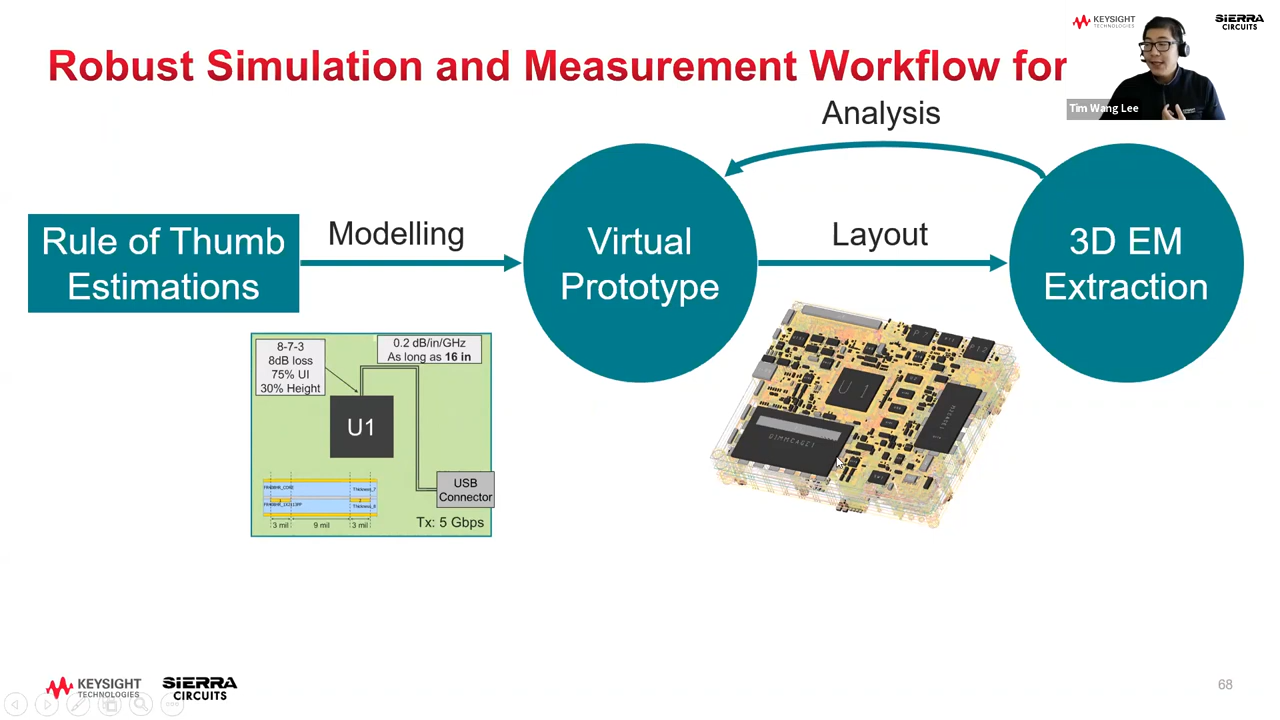 KEYSIGHT
TECHNOLOGIES
SIERRA
CIRCUITS
Robust Simulation and Measurement Workflow for
Tim Wang Lee
Analysis
Rule of Thumb
Estimations
Modelling
Virtual
Prototype
Layout
3D EM
Extraction
8-7-3
8dB loss
75% UI
30% Height
0.2 dB/in/GHz
As long as 16 in
U1
USB
Connector
Thickness_7
Thickness_6
3 mil
9 mil
3 mil
Tx: 5 Gbps
U1
KEYSIGHT
TECHNOLOGIES
SIERRA
CIRCUITS
68